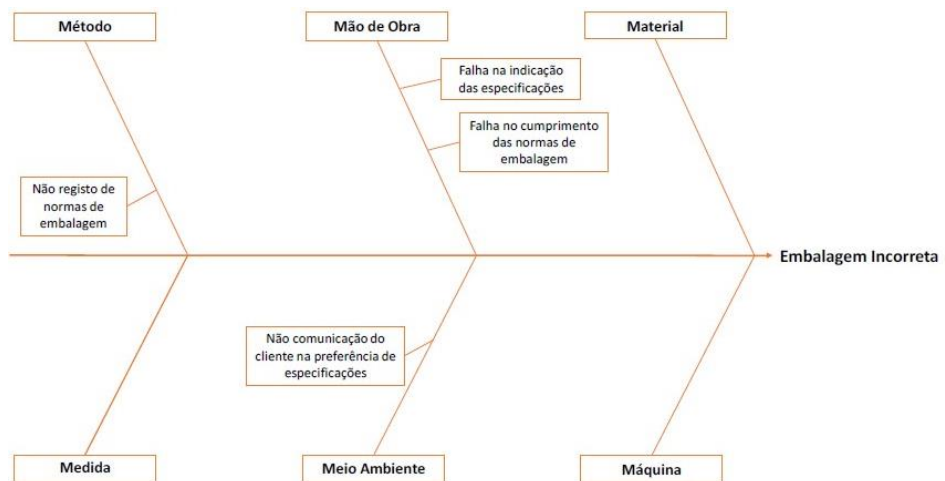 Método
Mão de Obra
Material
Falha na indicação
das especificações
Falha no cumprimento
das normas de
embalagem
Não registo de
normas de
embalagem
Embalagem Incorreta
Não comunicação do
cliente na preferência de
especificações
Medida
Meio Ambiente
Máquina